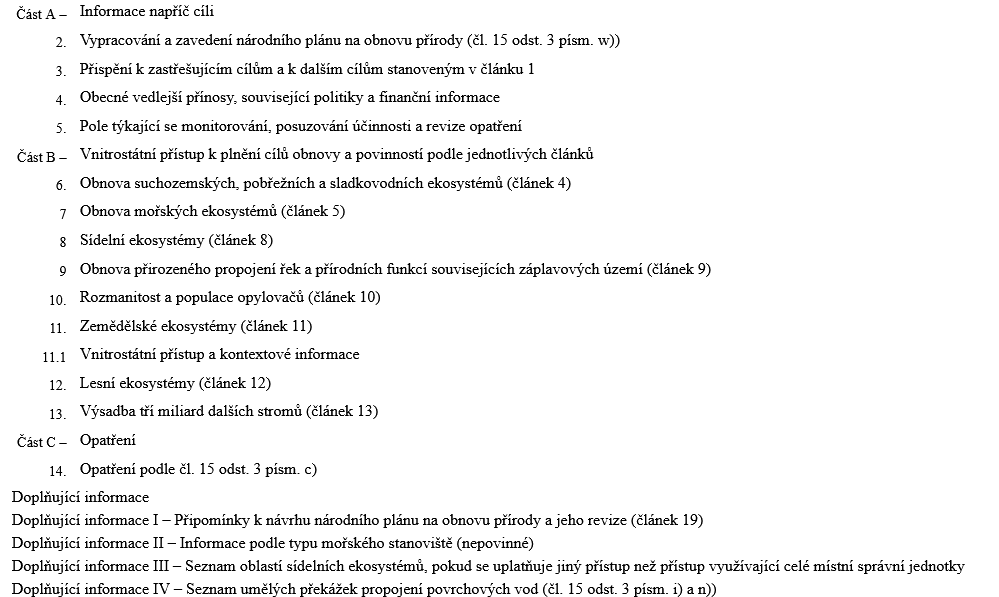 Část A – Informace napříč cíli
2. Vypracování a zavedení národního plánu na obnovu přírody (čl. 15 odst. 3 písm. w))
3. Přispění k zastřešujícím cílům a k dalším cílům stanoveným v článku 1
4. Obecné vedlejší přínosy, související politiky a finanční informace
5. Pole týkající se monitorování, posuzování účinnosti a revize opatření
Část B – Vnitrostátní přístup k plnění cílů obnovy a povinností podle jednotlivých článků
6. Obnova suchozemských, pobřežních a sladkovodních ekosystémů (článek 4)
7 Obnova mořských ekosystémů (článek 5)
8 Sídelní ekosystémy (článek 8)
9 Obnova přirozeného propojení řek a přírodních funkcí souvisejících záplavových území (článek 9)
10. Rozmanitost a populace opylovačů (článek 10)
11. Zemědělské ekosystémy (článek 11)
11.1 Vnitrostátní přístup a kontextové informace
12. Lesní ekosystémy (článek 12)
13. Výsadba tří miliard dalších stromů (článek 13)
Část C – Opatření
14. Opatření podle čl. 15 odst. 3 písm. c)
Doplňující informace
Doplňující informace I – Připomínky k návrhu národního plánu na obnovu přírody a jeho revize (článek 19)
Doplňující informace II – Informace podle typu mořského stanoviště (nepovinné)
Doplňující informace III – Seznam oblastí sídelních ekosystémů, pokud se uplatňuje jiný přístup než přístup využívající celé místní správní jednotky
Doplňující informace IV – Seznam umělých překážek propojení povrchových vod (čl. 15 odst. 3 písm. i) a n))